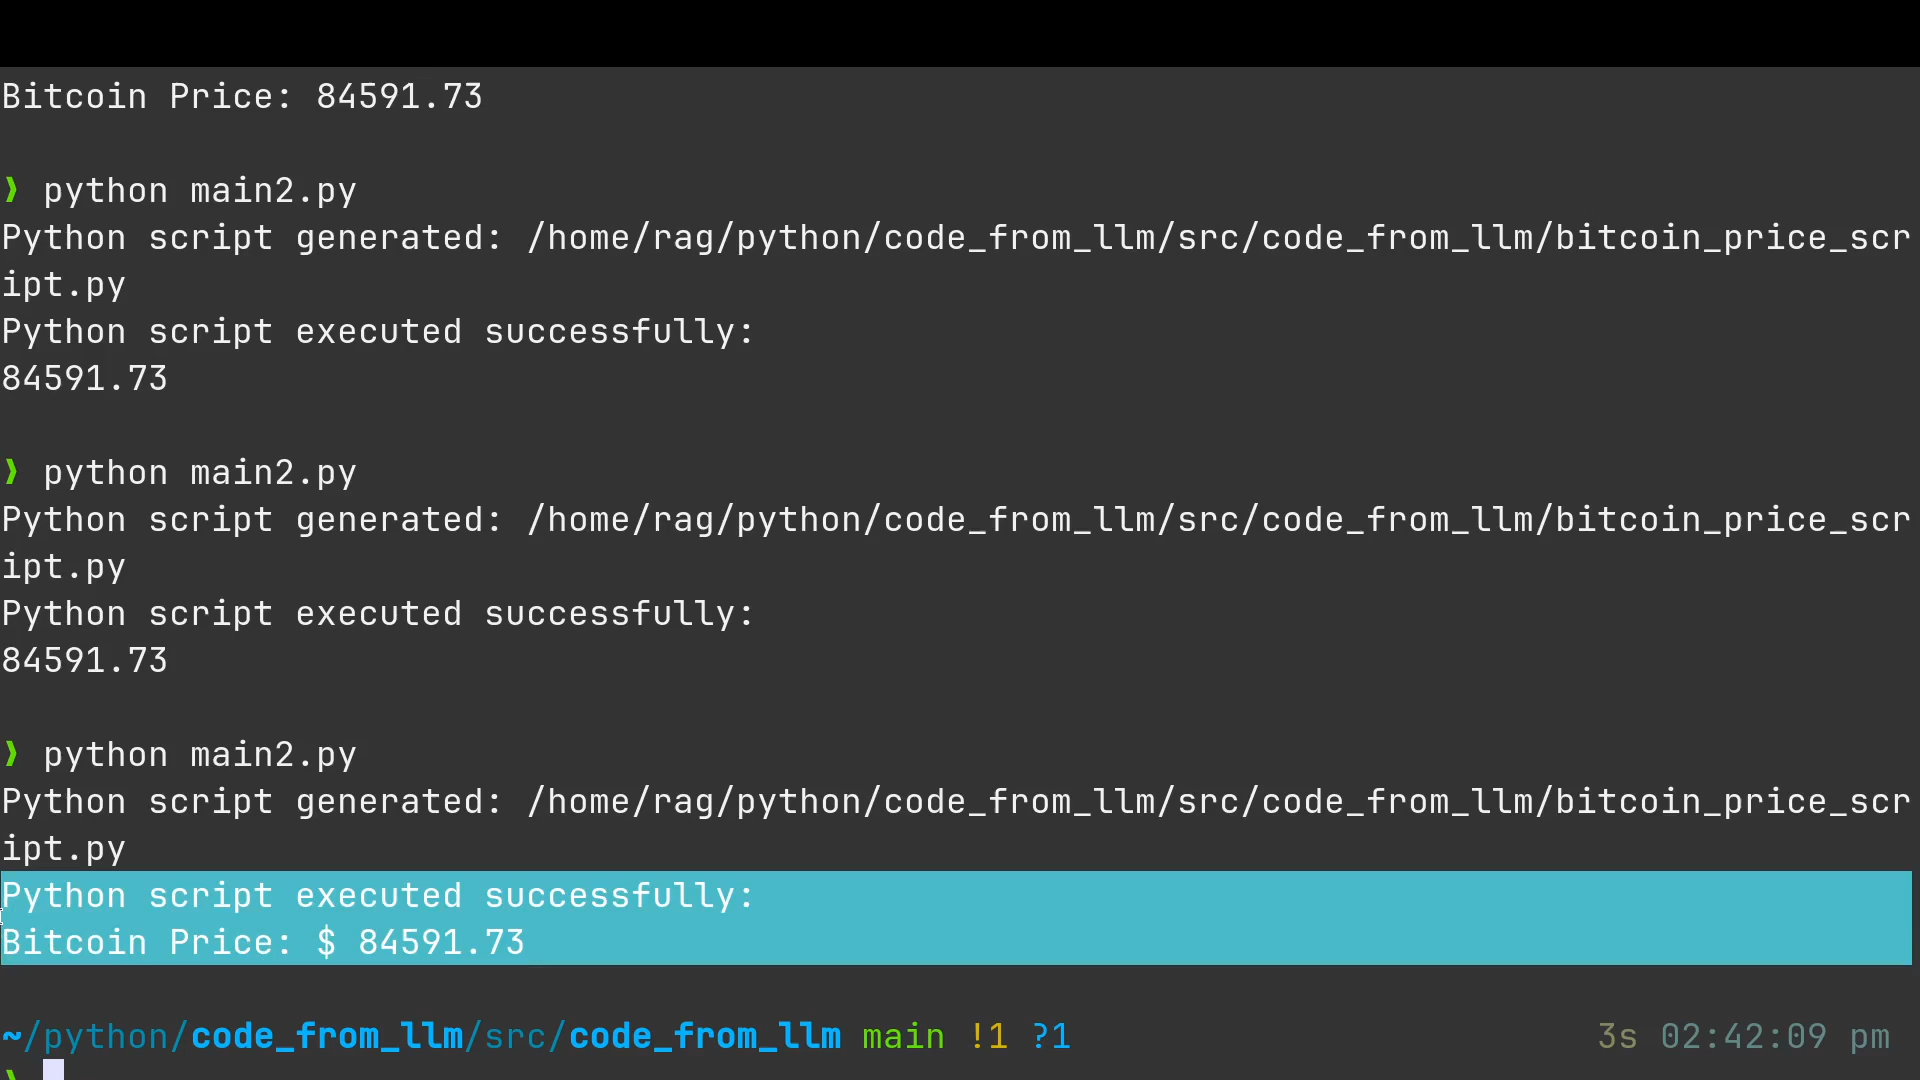 Bitcoin Price: 84591.73
❯ python main2.py
Python script generated: /home/rag/python/code_from_llm/src/code_from_llm/bitcoin_price_scr
ipt.py
Python script executed successfully:
84591.73
❯ python main2.py
Python script generated: /home/rag/python/code_from_llm/src/code_from_llm/bitcoin_price_scr
ipt.py
Python script executed successfully:
84591.73
❯ python main2.py
Python script generated: /home/rag/python/code_from_llm/src/code_from_llm/bitcoin_price_scr
ipt.py
Python script executed successfully:
Bitcoin Price: $ 84591.73
~/python/code_from_llm/src/code_from_llm main !1 ?1 3s 02:42:09 pm
❯